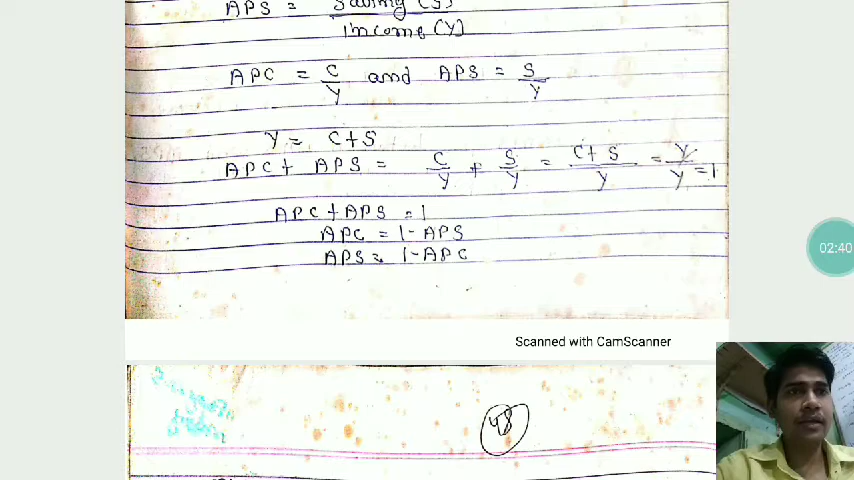 APS = Saving (S)
Income (Y)
APC = C/Y and APS = S/Y
Y = C+S
APC + APS = C/Y + S/Y = C+S/Y = Y/Y = 1
APC + APS = 1
APC = 1 - APS
APS = 1 - APC
02:40
Scanned with CamScanner
48